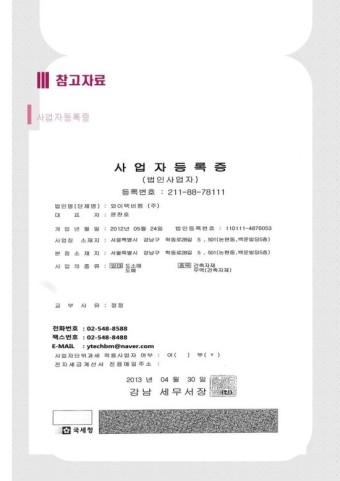 참고자료
사업자등록증
사 업 자 등 록 증
(법인사업자)
등록번호 : 211-88-78111
법인명(단체명) : 와이텍비엠 (주)
대 표 자 :
개 업 년 월 일 : 2012년 05월 24일 법인등록번호 : 110111-4876053
사업장 소재지 : 서울특별시 강남구 학동로28길 5 , 501(논현동,백문빌딩5층)
본 점 소 재 지 : 서울특별시 강남구 학동로28길 5 , 501(논현동,백문빌딩5층)
사 업 의 종 류 : 업태 도소매 종목 건축자재
도매 무역(건축자재)
교 부 사 유 : 정정
전화번호 : 02-548-8588
팩스번호 : 02-548-8488
E-MAIL : ytechbm@naver.com
사업자단위과세 적용사업자 여부 : 여( ) 부(v)
전자세금계산서 전용메일주소 :
2013 년 04 월 30 일
강남 세무서장
국세청